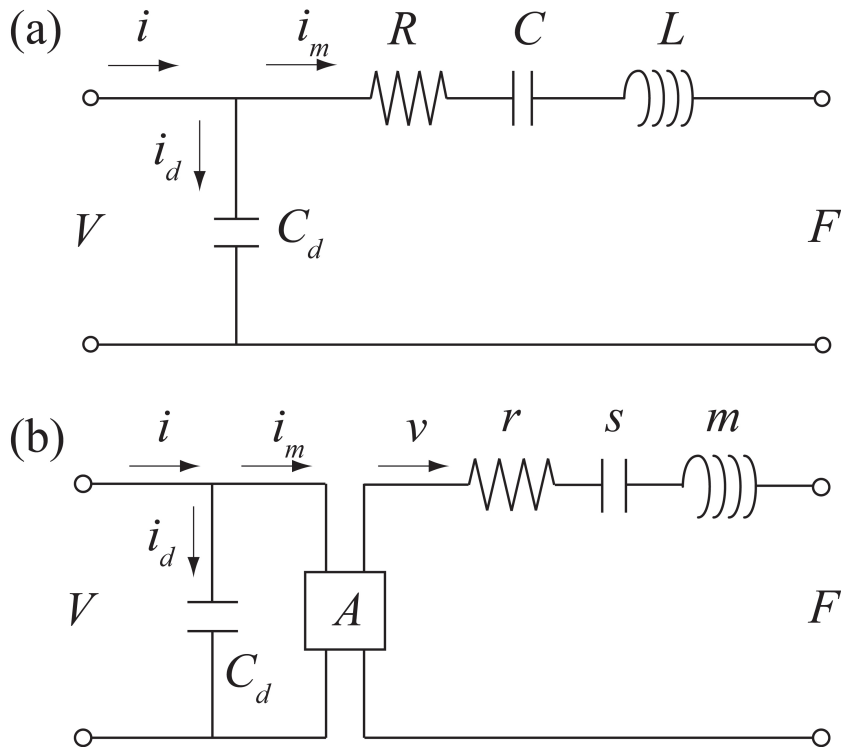 (a) i i_m R C L
i_d
V C_d F
(b) i i_m v r s m
i_d
V A F
C_d